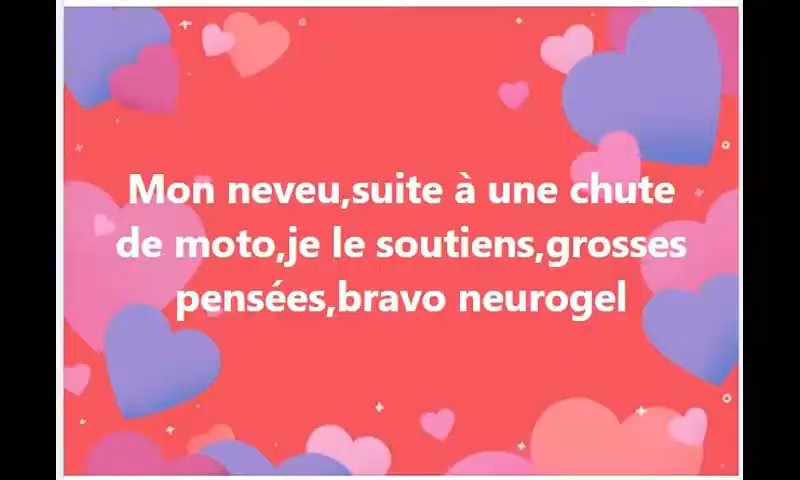 Mon neveu,suite à une chute
de moto,je le soutiens,grosses
pensées,bravo neurogel